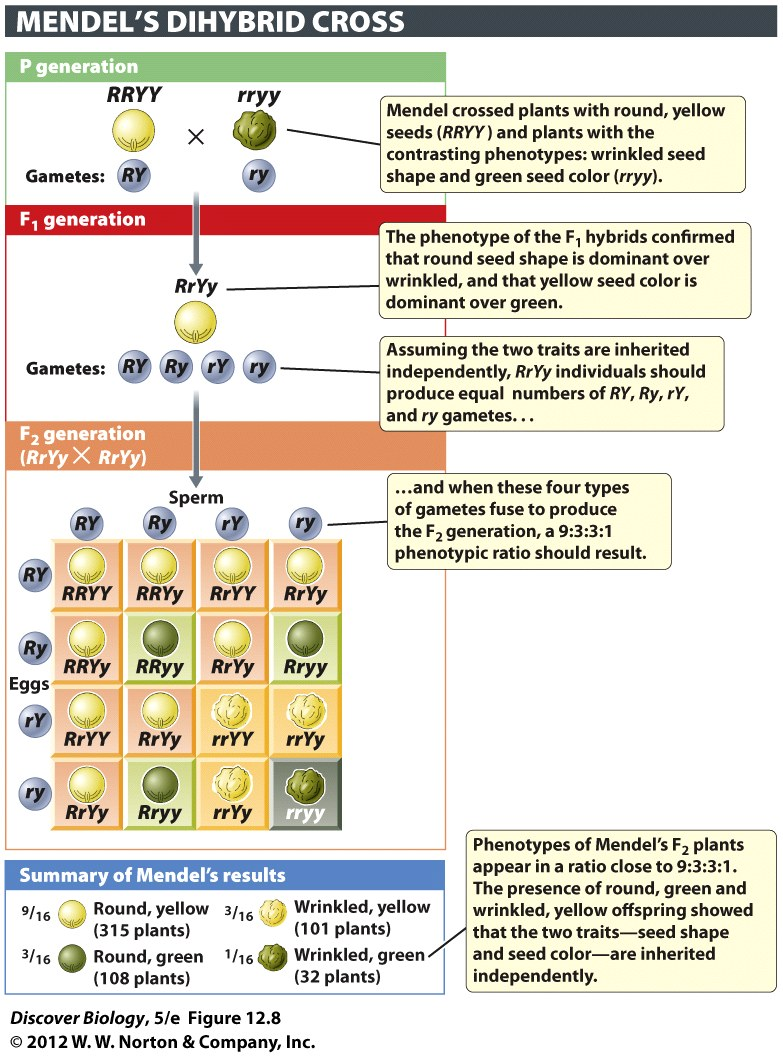 MENDEL'S DIHYBRID CROSS
P generation
RRYY
rryy
×
Gametes: RY ry
Mendel crossed plants with round, yellow
seeds (RRYY) and plants with the
contrasting phenotypes: wrinkled seed
shape and green seed color (rryy).
F1 generation
RrYy
The phenotype of the F1 hybrids confirmed
that round seed shape is dominant over
wrinkled, and that yellow seed color is
dominant over green.
Gametes: RY Ry rY ry
Assuming the two traits are inherited
independently, RrYy individuals should
produce equal numbers of RY, Ry, rY,
and ry gametes. . .
F2 generation
(RrYy × RrYy)
Sperm
RY Ry rY ry
...and when these four types
of gametes fuse to produce
the F2 generation, a 9:3:3:1
phenotypic ratio should result.
RY
RRYY RRYy RrYY RrYy
Ry
RRYy RRyy RrYy Rryy
Eggs
rY
RrYY RrYy rrYY rrYy
ry
RrYy Rryy rrYy rryy
Summary of Mendel's results
9/16 Round, yellow
(315 plants)
3/16 Wrinkled, yellow
(101 plants)
3/16 Round, green
(108 plants)
1/16 Wrinkled, green
(32 plants)
Phenotypes of Mendel's F2 plants
appear in a ratio close to 9:3:3:1.
The presence of round, green and
wrinkled, yellow offspring showed
that the two traits—seed shape
and seed color—are inherited
independently.
Discover Biology, 5/e Figure 12.8
© 2012 W. W. Norton & Company, Inc.